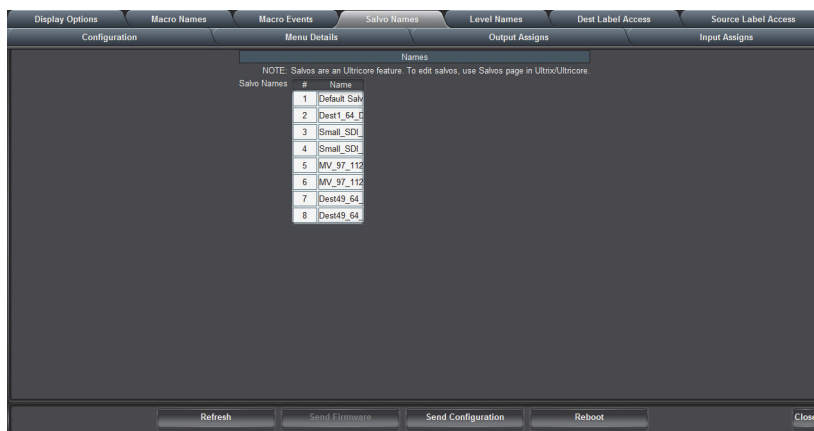 Display Options Macro Names Macro Events Salvo Names Level Names Dest Label Access Source Label Access
Configuration Menu Details Output Assigns Input Assigns
Names
NOTE: Salvos are an Ultricore feature. To edit salvos, use Salvos page in Ultrix/Ultricore.
Salvo Names # Name
1 Default Salv
2 Dest1_64_D
3 Small_SDI_
4 Small_SDI_
5 MV_97_112
6 MV_97_112
7 Dest49_64_
8 Dest49_64_
Refresh Send Firmware Send Configuration Reboot Close